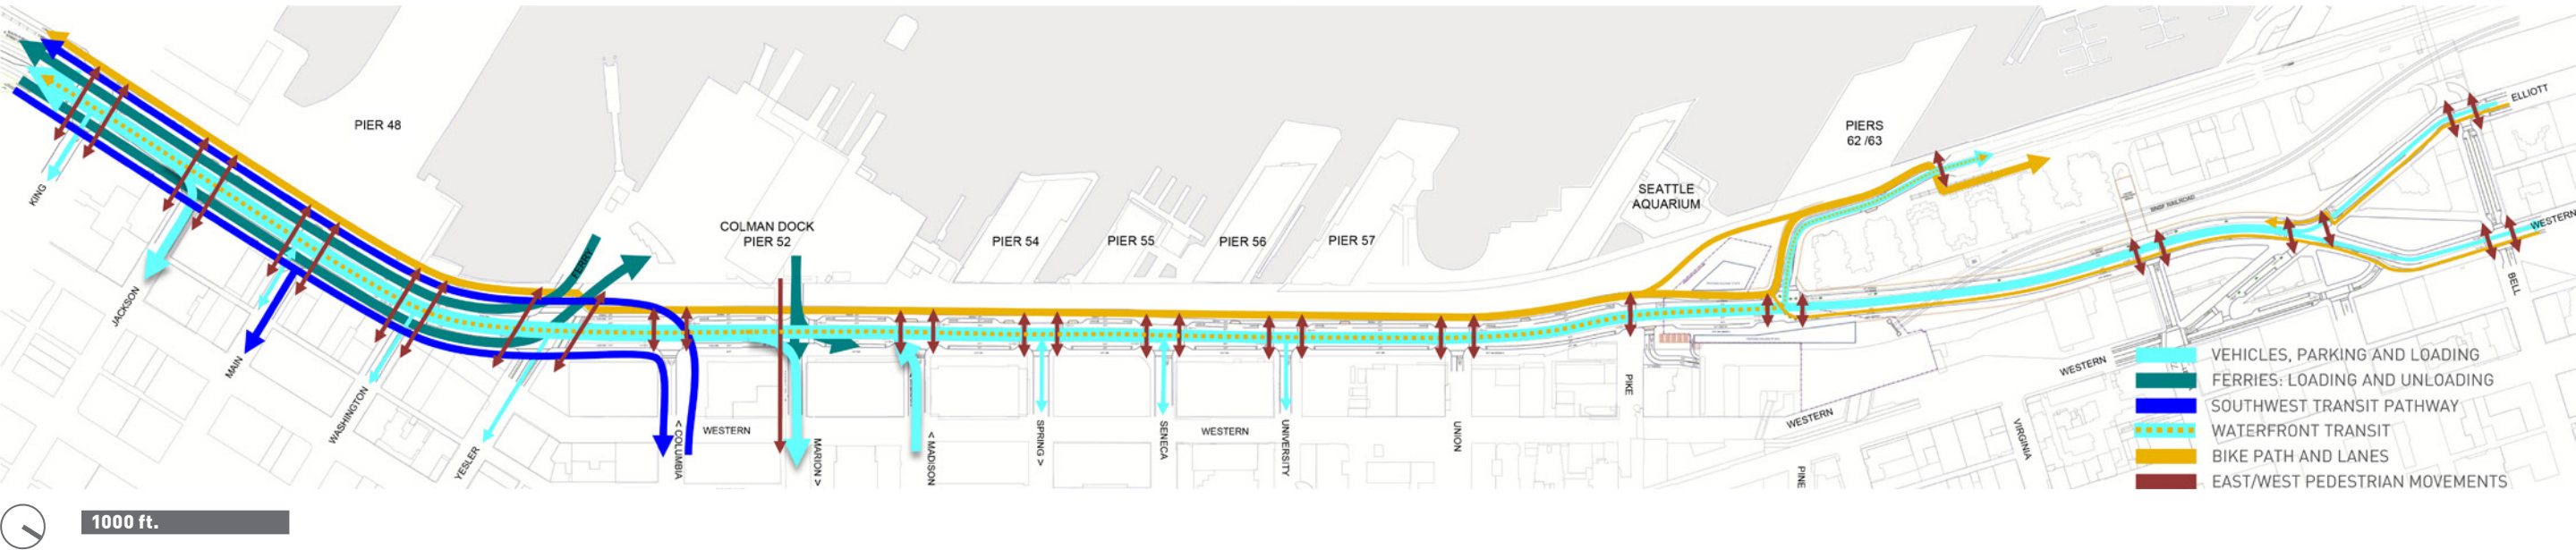 PIER 48
COLMAN DOCK
PIER 52
FERRY
PIER 54
PIER 55
PIER 56
PIER 57
SEATTLE
AQUARIUM
PIERS
62 /63
BNSF RAILROAD
ELLIOTT
WESTERN
BELL
KING
JACKSON
MAIN
WASHINGTON
YESLER
< COLUMBIA
WESTERN
MARION >
< MADISON
SPRING >
SENECA
WESTERN
UNIVERSITY
UNION
PIKE
PINE
WESTERN
VIRGINIA
WESTERN
VEHICLES, PARKING AND LOADING
FERRIES: LOADING AND UNLOADING
SOUTHWEST TRANSIT PATHWAY
WATERFRONT TRANSIT
BIKE PATH AND LANES
EAST/WEST PEDESTRIAN MOVEMENTS
1000 ft.